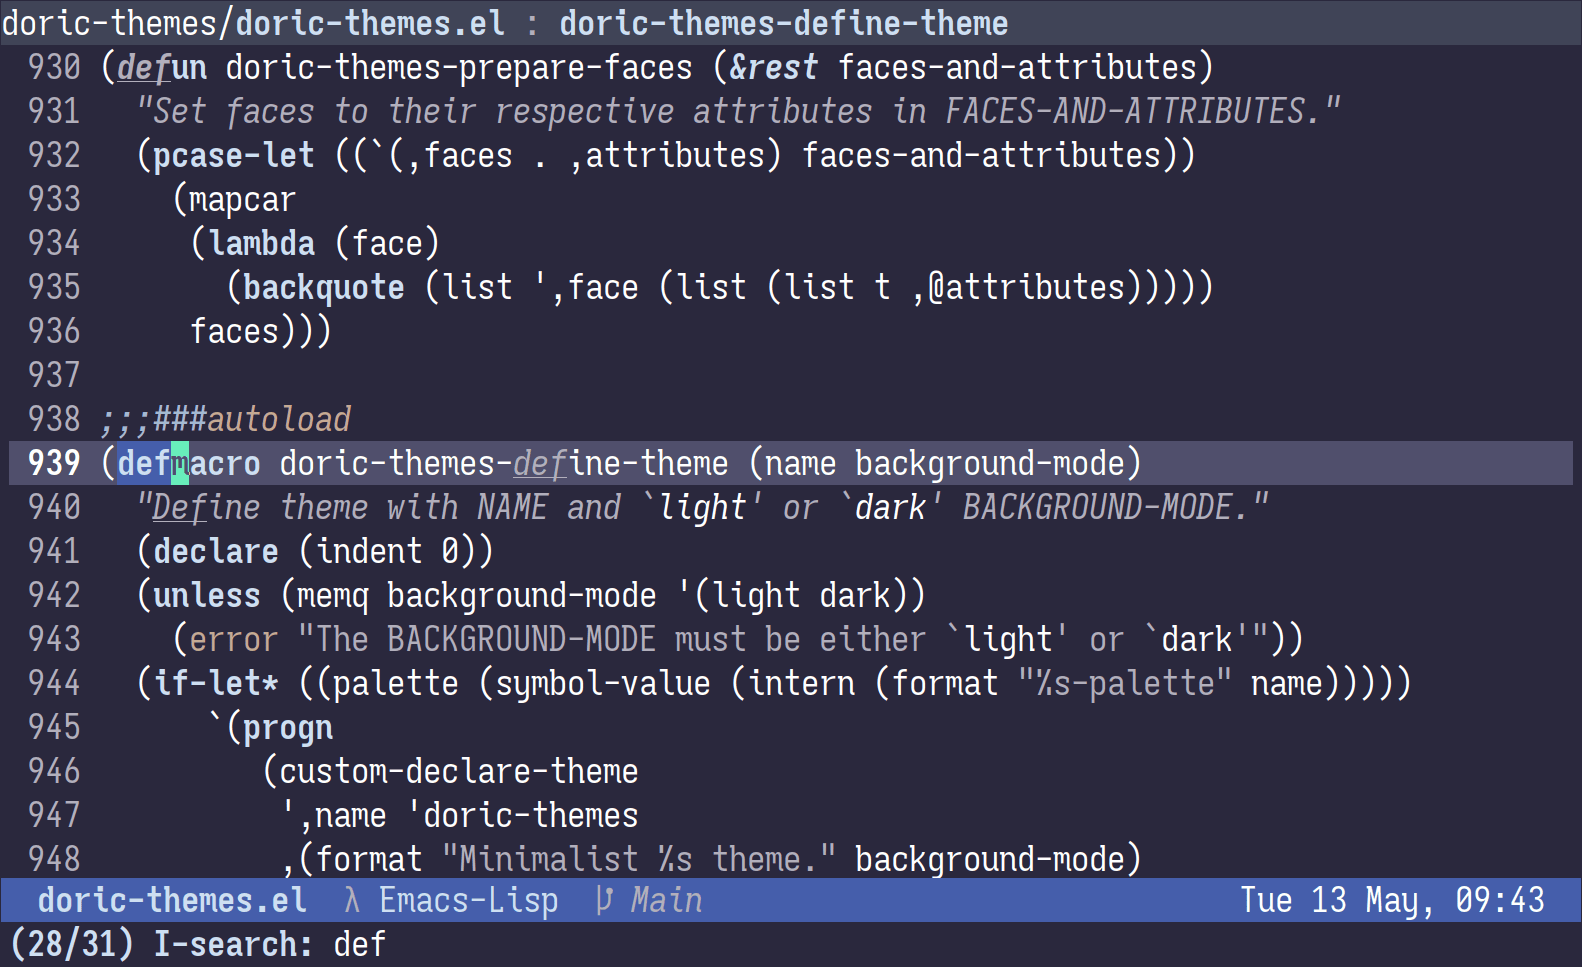 doric-themes/doric-themes.el : doric-themes-define-theme
930 (defun doric-themes-prepare-faces (&rest faces-and-attributes)
931   "Set faces to their respective attributes in FACES-AND-ATTRIBUTES."
932   (pcase-let ((`(,faces . ,attributes) faces-and-attributes))
933     (mapcar
934      (lambda (face)
935        (backquote (list ',face (list (list t ,@attributes)))))
936      faces)))
937
938 ;;;###autoload
939 (defmacro doric-themes-define-theme (name background-mode)
940   "Define theme with NAME and `light' or `dark' BACKGROUND-MODE."
941   (declare (indent 0))
942   (unless (memq background-mode '(light dark))
943     (error "The BACKGROUND-MODE must be either `light' or `dark'"))
944   (if-let* ((palette (symbol-value (intern (format "%s-palette" name)))))
945       `(progn
946          (custom-declare-theme
947           ',name 'doric-themes
948           ,(format "Minimalist %s theme." background-mode)
doric-themes.el  λ Emacs-Lisp  Main  Tue 13 May, 09:43
(28/31) I-search: def